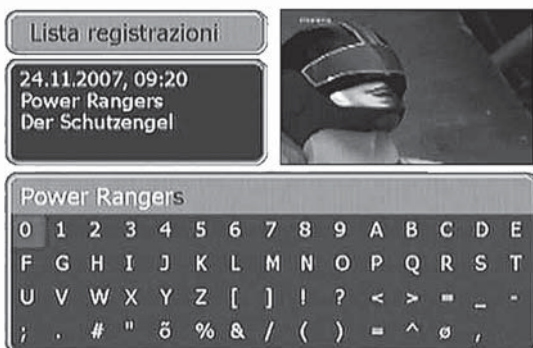 Lista registrazioni
24.11.2007, 09:20
Power Rangers
Der Schutzengel
Power Rangers
0 1 2 3 4 5 6 7 8 9 A B C D E
F G H I J K L M N O P Q R S T
U V W X Y Z [ ] ! ? < > = _ -
; . # " õ % & / ( ) = ^ ø ,